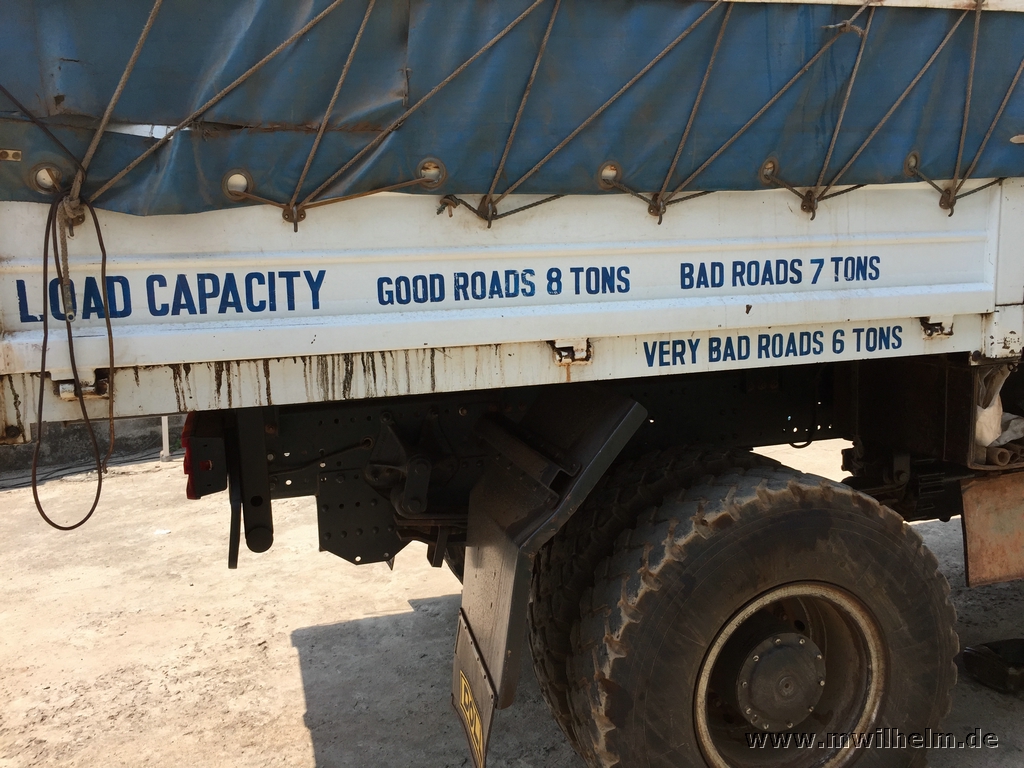 LOAD CAPACITY GOOD ROADS 8 TONS BAD ROADS 7 TONS
VERY BAD ROADS 6 TONS
www.mwilhelm.de